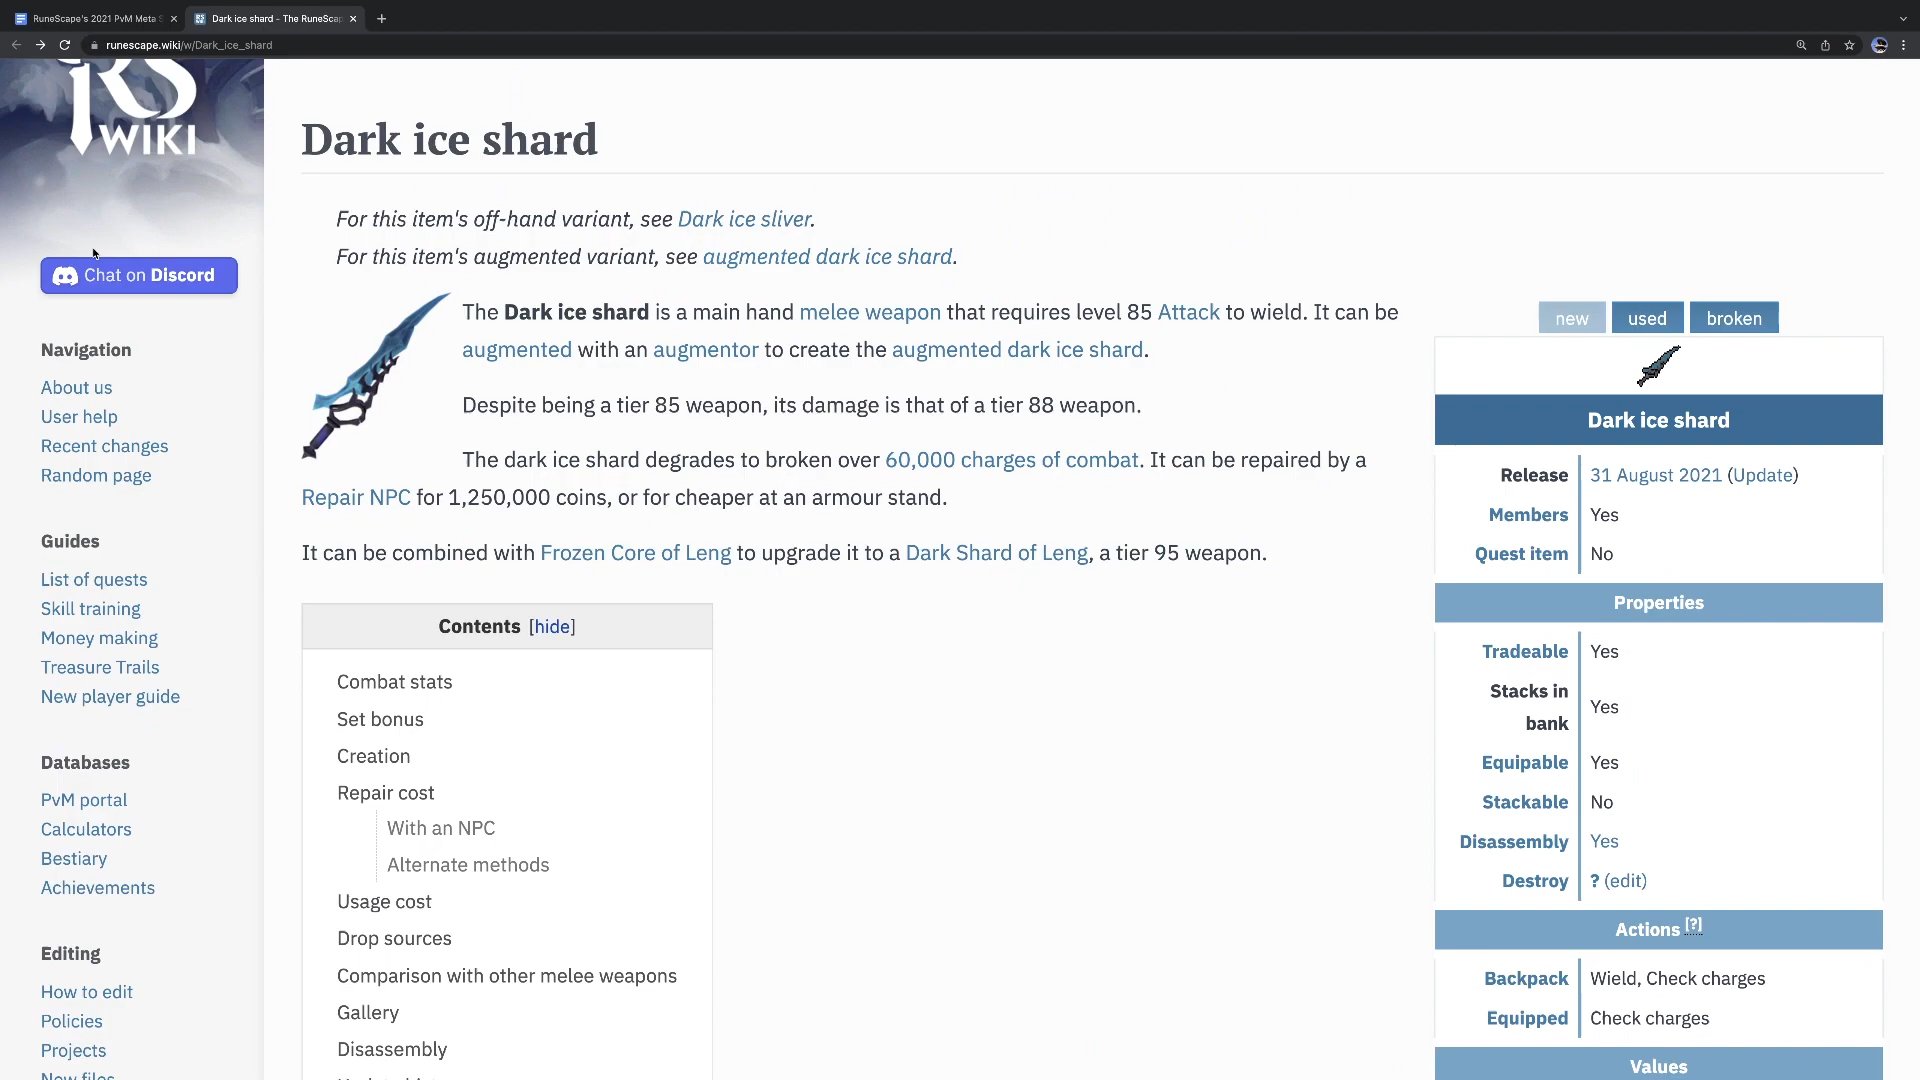 RuneScape's 2021 PvM Meta S
Dark ice shard - The RuneScap
runescape.wiki/w/Dark_ice_shard
RS
WIKI
Chat on Discord
Navigation
About us
User help
Recent changes
Random page
Guides
List of quests
Skill training
Money making
Treasure Trails
New player guide
Databases
PvM portal
Calculators
Bestiary
Achievements
Editing
How to edit
Policies
Projects
New files
Dark ice shard
For this item's off-hand variant, see Dark ice sliver.
For this item's augmented variant, see augmented dark ice shard.
The Dark ice shard is a main hand melee weapon that requires level 85 Attack to wield. It can be
augmented with an augmentor to create the augmented dark ice shard.
Despite being a tier 85 weapon, its damage is that of a tier 88 weapon.
The dark ice shard degrades to broken over 60,000 charges of combat. It can be repaired by a
Repair NPC for 1,250,000 coins, or for cheaper at an armour stand.
It can be combined with Frozen Core of Leng to upgrade it to a Dark Shard of Leng, a tier 95 weapon.
Contents [hide]
Combat stats
Set bonus
Creation
Repair cost
With an NPC
Alternate methods
Usage cost
Drop sources
Comparison with other melee weapons
Gallery
Disassembly
new used broken
Dark ice shard
Release 31 August 2021 (Update)
Members Yes
Quest item No
Properties
Tradeable Yes
Stacks in
bank Yes
Equipable Yes
Stackable No
Disassembly Yes
Destroy ? (edit)
Actions [?]
Backpack Wield, Check charges
Equipped Check charges
Values